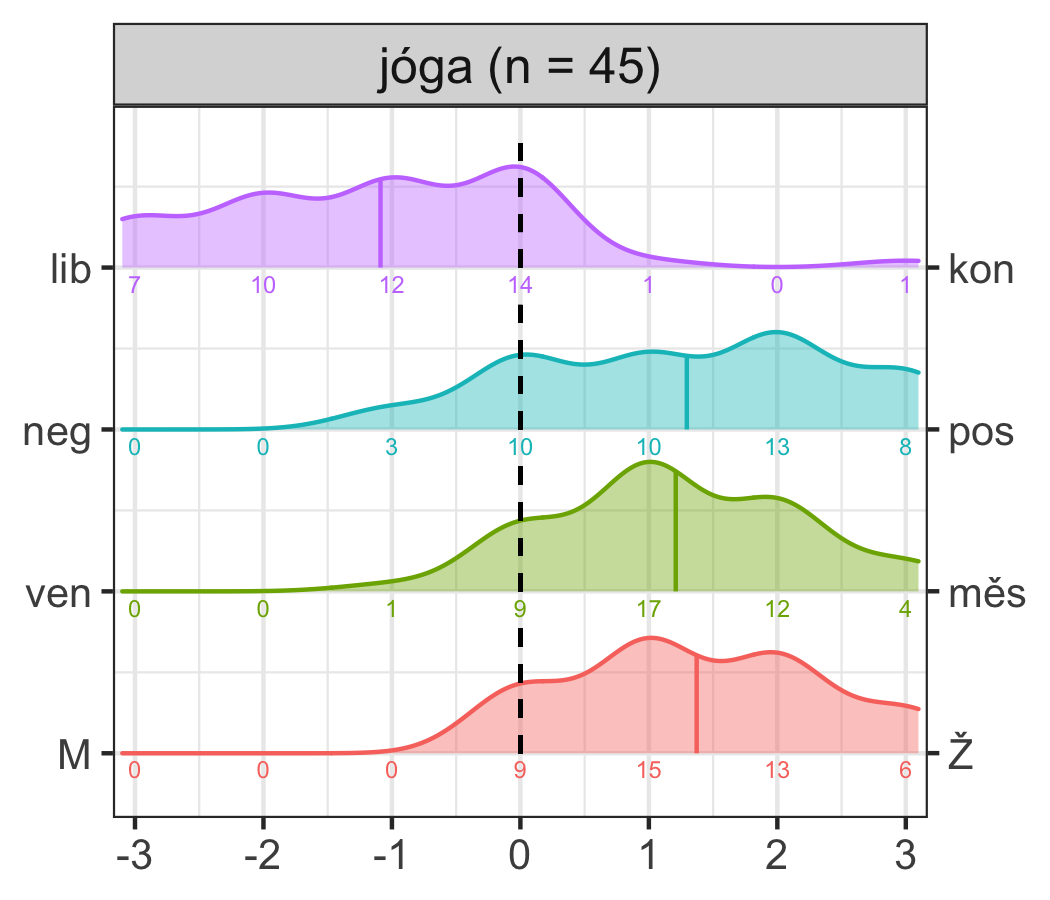 jóga (n = 45)
lib kon
7 10 12 14 1 0 1
neg pos
0 0 3 10 10 13 8
ven měs
0 0 1 9 17 12 4
M Ž
0 0 0 9 15 13 6
-3 -2 -1 0 1 2 3